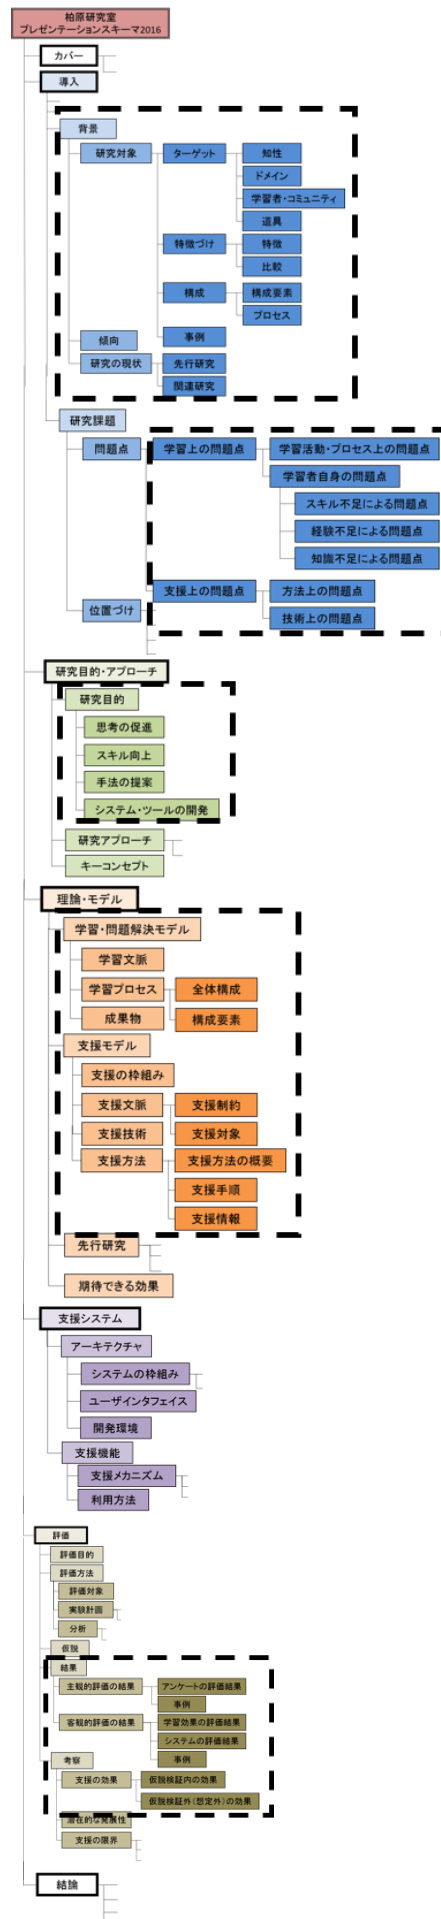 柏原研究室
プレゼンテーションスキーマ2016
カバー
導入
背景
研究対象
ターゲット
知性
ドメイン
学習者・コミュニティ
道具
特徴づけ
特徴
比較
構成
構成要素
プロセス
事例
傾向
研究の現状
先行研究
関連研究
研究課題
問題点
学習上の問題点
学習活動・プロセス上の問題点
学習者自身の問題点
スキル不足による問題点
経験不足による問題点
知識不足による問題点
支援上の問題点
方法上の問題点
技術上の問題点
位置づけ
研究目的・アプローチ
研究目的
思考の促進
スキル向上
手法の提案
システム・ツールの開発
研究アプローチ
キーコンセプト
理論・モデル
学習・問題解決モデル
学習文脈
学習プロセス
全体構成
構成要素
成果物
支援モデル
支援の枠組み
支援文脈
支援制約
支援対象
支援技術
支援方法
支援方法の概要
支援手順
支援情報
先行研究
期待できる効果
支援システム
アーキテクチャ
システムの枠組み
ユーザインタフェイス
開発環境
支援機能
支援メカニズム
利用方法
評価
評価目的
評価方法
評価対象
実験計画
分析
仮説
結果
主観的評価の結果
アンケートの評価結果
事例
客観的評価の結果
学習効果の評価結果
システムの評価結果
事例
考察
支援の効果
仮説検証内の効果
仮説検証外(想定外)の効果
潜在的な発展性
支援の限界
結論